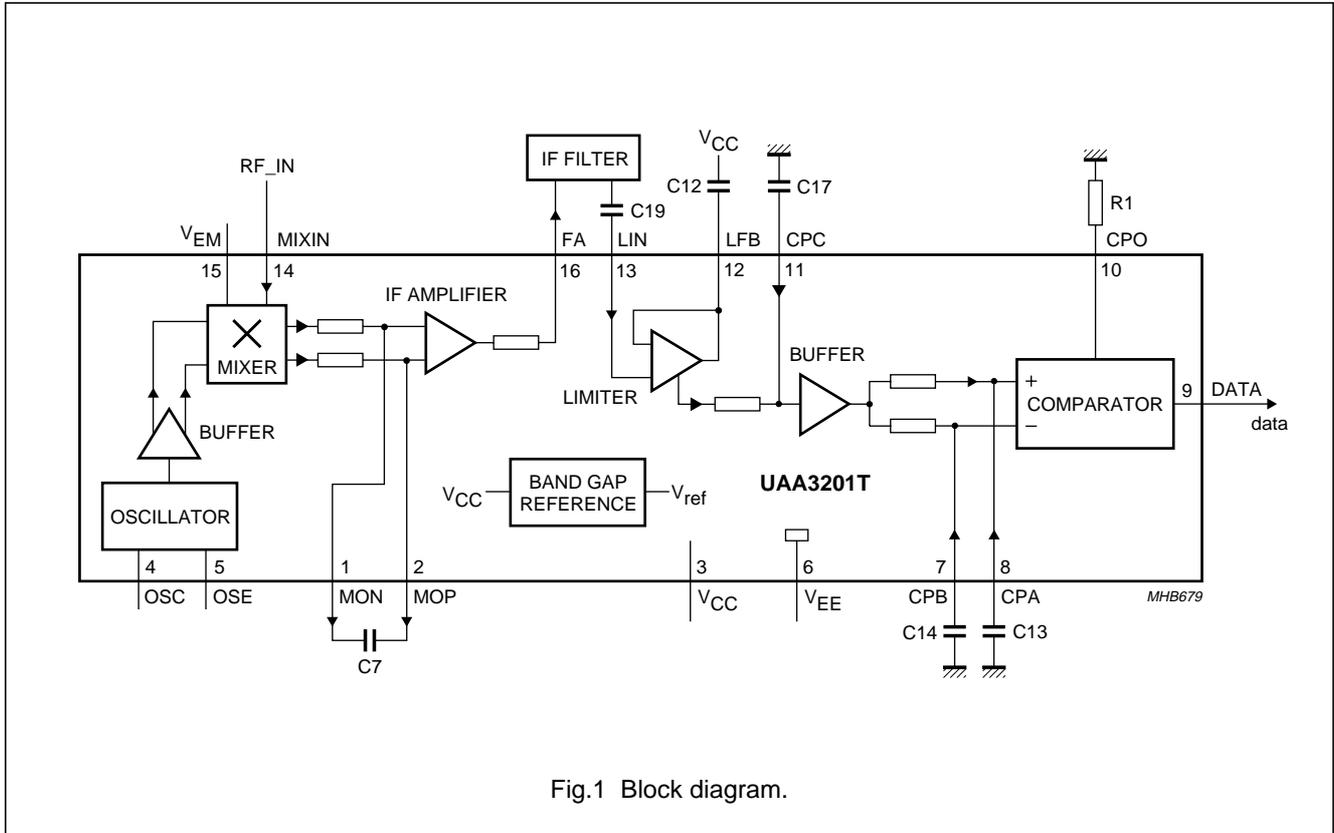 VCC
RF_IN
IF FILTER
C12
C17
C19
R1
VEM
MIXIN
FA
LIN
LFB
CPC
CPO
15
14
16
13
12
11
10
IF AMPLIFIER
MIXER
BUFFER
LIMITER
BUFFER
+
COMPARATOR
−
9
DATA
data
OSCILLATOR
VCC
BAND GAP
REFERENCE
Vref
UAA3201T
4
5
1
2
3
6
7
8
OSC
OSE
MON
MOP
VCC
VEE
CPB
CPA
MHB679
C7
C14
C13
Fig.1 Block diagram.